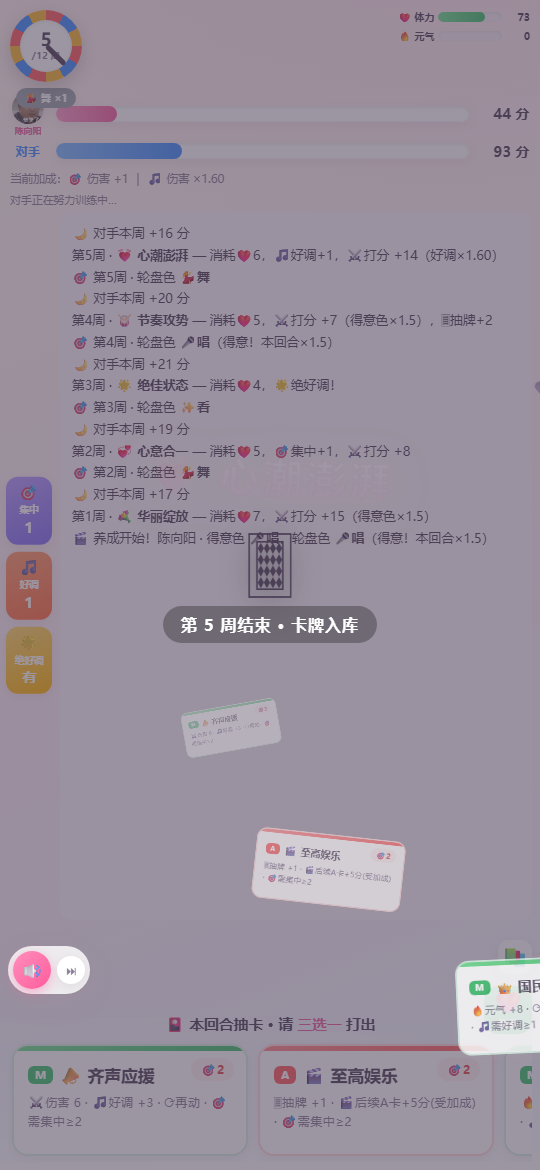 5
/12 周
体力 73
元气 0
舞 ×1
陈向阳
44 分
对手
93 分
当前加成： 伤害 +1 | 伤害 ×1.60
对手正在努力训练中...
对手本周 +16 分
第5周 · 心潮澎湃 — 消耗 6， 好调+1， 打分 +14（好调×1.60）
第5周 · 轮盘色 舞
对手本周 +20 分
第4周 · 节奏攻势 — 消耗 5， 打分 +7（得意色×1.5）， 抽牌+2
第4周 · 轮盘色 唱（得意！本回合×1.5）
对手本周 +21 分
第3周 · 绝佳状态 — 消耗 4， 绝好调！
第3周 · 轮盘色 看
对手本周 +19 分
第2周 · 心意合一 — 消耗 5， 集中+1， 打分 +8
第2周 · 轮盘色 舞
心潮澎湃
对手本周 +17 分
第1周 · 华丽绽放 — 消耗 7， 打分 +15（得意色×1.5）
养成开始！陈向阳 · 得意色 唱 轮盘色 唱（得意！本回合×1.5）
集中
1
好调
1
绝好调
有
第 5 周结束 • 卡牌入库
M 齐声应援 2
A 至高娱乐 2
抽牌 +1 · 后续A卡+5分(受加成)
· 需集中≥2
M 国民
元气 +8 ·
· 需好调≥1
本回合抽卡 • 请 三选一 打出
M 齐声应援 2
伤害 6 · 好调 +3 · 再动 ·
需集中≥2
A 至高娱乐 2
抽牌 +1 · 后续A卡+5分(受加成)
· 需集中≥2